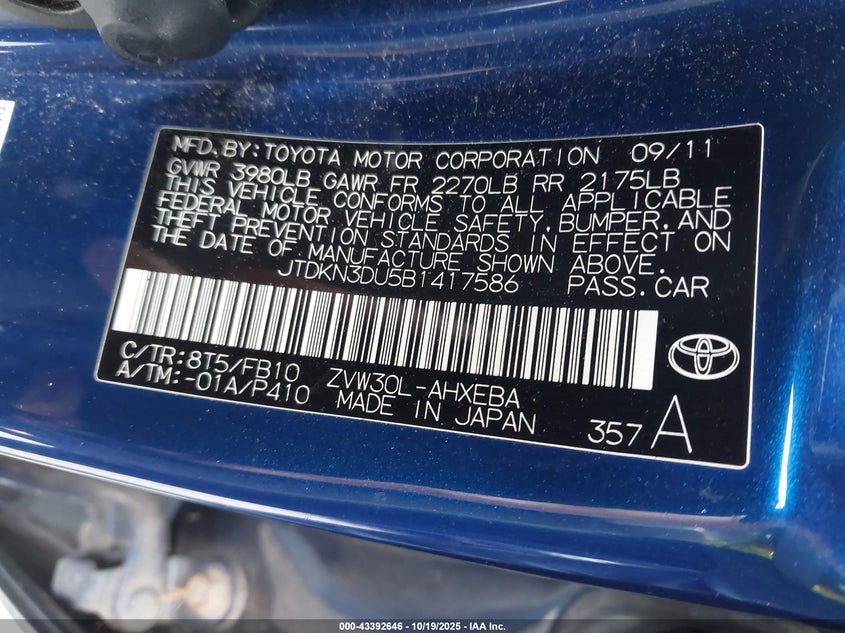 MFD.BY:TOYOTA MOTOR CORPORATION 09/11
GVWR 3980LB GAWR FR 2270LB RR 2175LB
THIS VEHICLE CONFORMS TO ALL APPLICABLE
FEDERAL MOTOR VEHICLE SAFETY,BUMPER,AND
THEFT PREVENTION STANDARDS IN EFFECT ON
THE DATE OF MANUFACTURE SHOWN ABOVE.
JTDKN3DU5B1417586 PASS.CAR
C/TR:8T5/FB10 ZVW30L-AHXEBA
A/TM:-01A/P410 MADE IN JAPAN
357 A
000-43392646 - 10/19/2025 - IAA Inc.